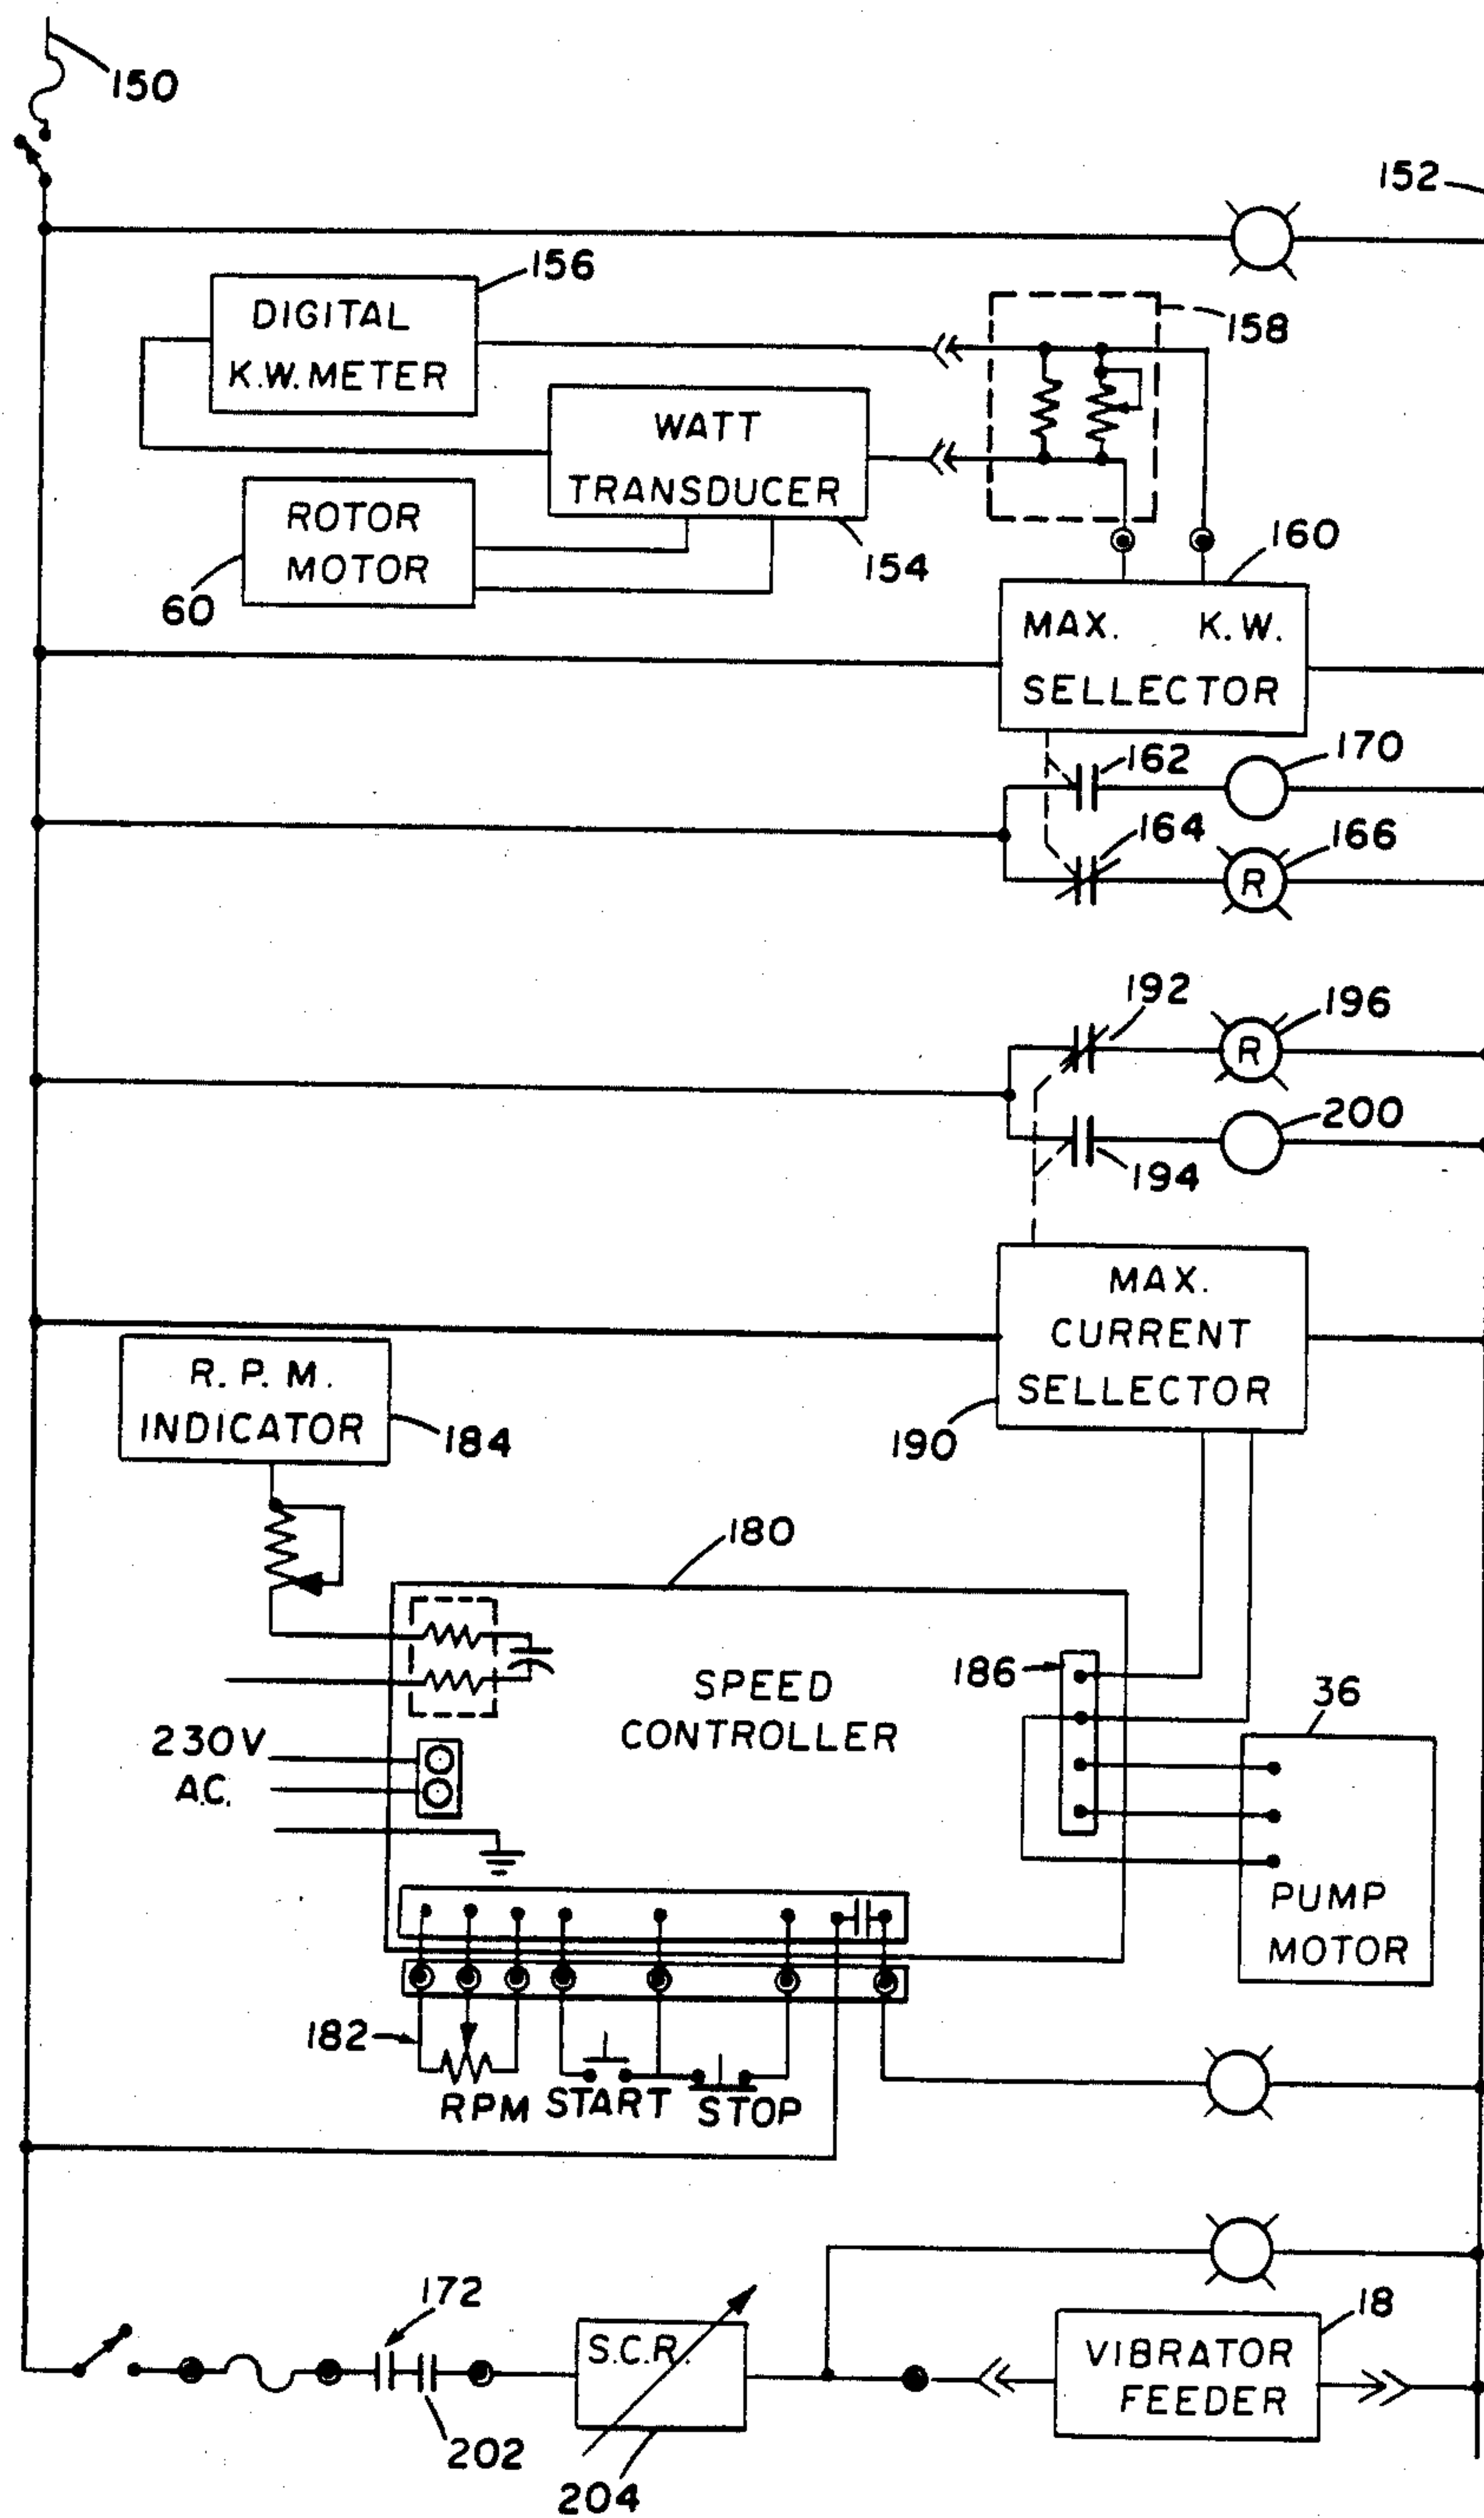 150
152
156
DIGITAL
K.W. METER
158
WATT
TRANSDUCER
ROTOR
MOTOR
154
160
60
MAX. K.W.
SELLECTOR
162
170
164
166
R
192
196
R
200
194
MAX.
CURRENT
SELLECTOR
R. P. M.
INDICATOR
184
190
180
SPEED
CONTROLLER
186
36
230V
A.C.
PUMP
MOTOR
182
RPM START STOP
172
18
S.C.R.
VIBRATOR
FEEDER
202
204